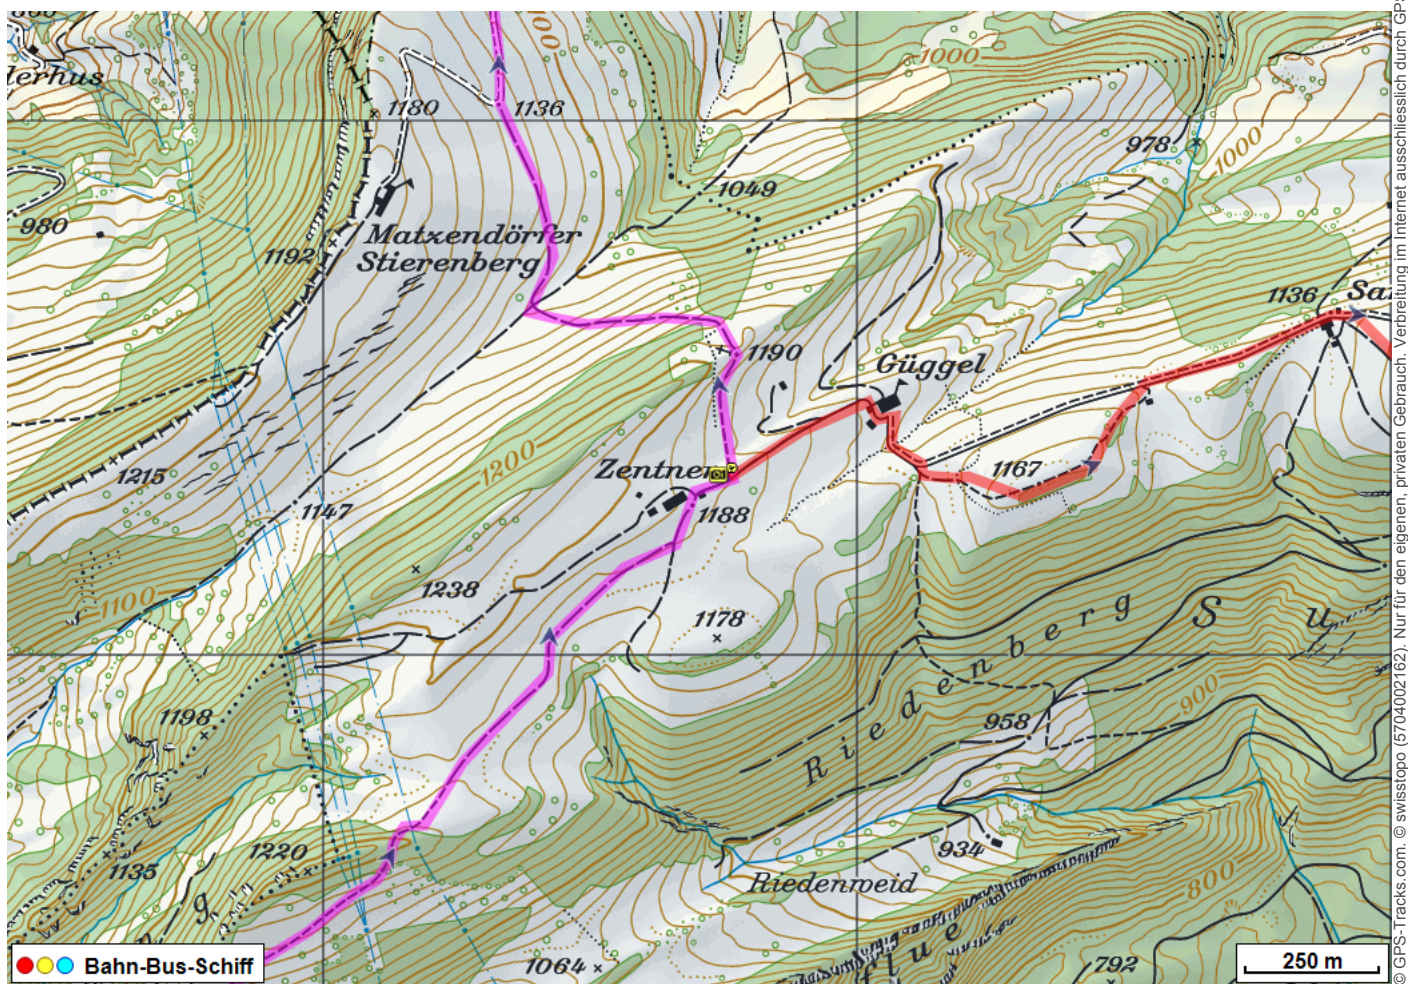 1000
1000
1180
1136
978
1000
1049
980
Matzendörfer
Stierenberg
1192
1136
1190
Güggel
1200
Zentner
1167
1215
1188
1147
1238
1100
1178
Riedenberg
S u
1198
958
900
934
1220
1135
Riedenweid
800
flue
1064
792
Bahn-Bus-Schiff
250 m
© GPS-Tracks.com. © swisstopo (5704002162). Nur für den eigenen, privaten Gebrauch. Verbreitung im Internet ausschliesslich durch GPS